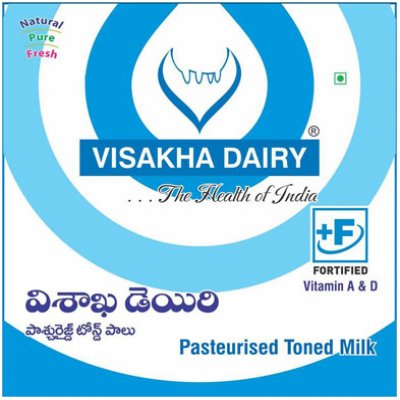 Natural
Pure
Fresh
VISAKHA DAIRY®
...The Health of India
+F
FORTIFIED
Vitamin A & D
విశాఖ డెయిరి
పాశ్చురైజ్డ్ టోన్డ్ పాలు
Pasteurised Toned Milk